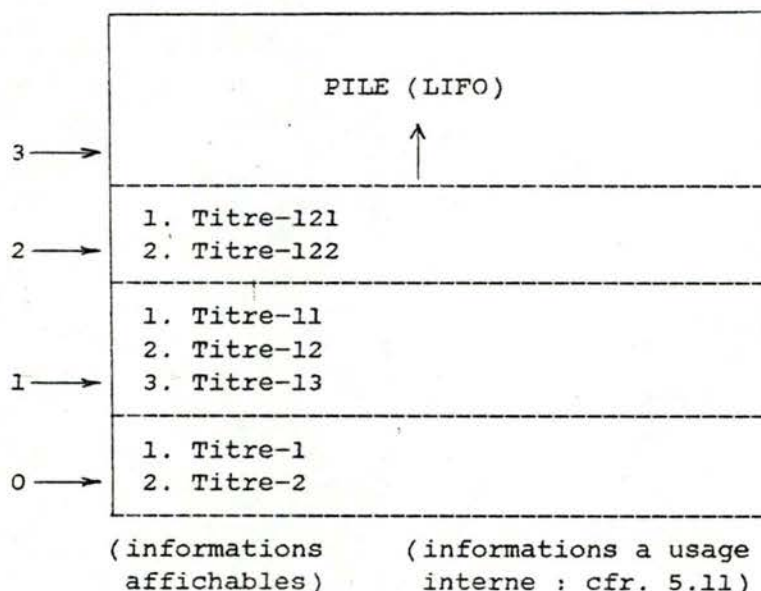 PILE (LIFO)
3
1. Titre-121
2 2. Titre-122
1. Titre-11
2. Titre-12
1 3. Titre-13
1. Titre-1
0 2. Titre-2
(informations (informations a usage
affichables) interne : cfr. 5.11)